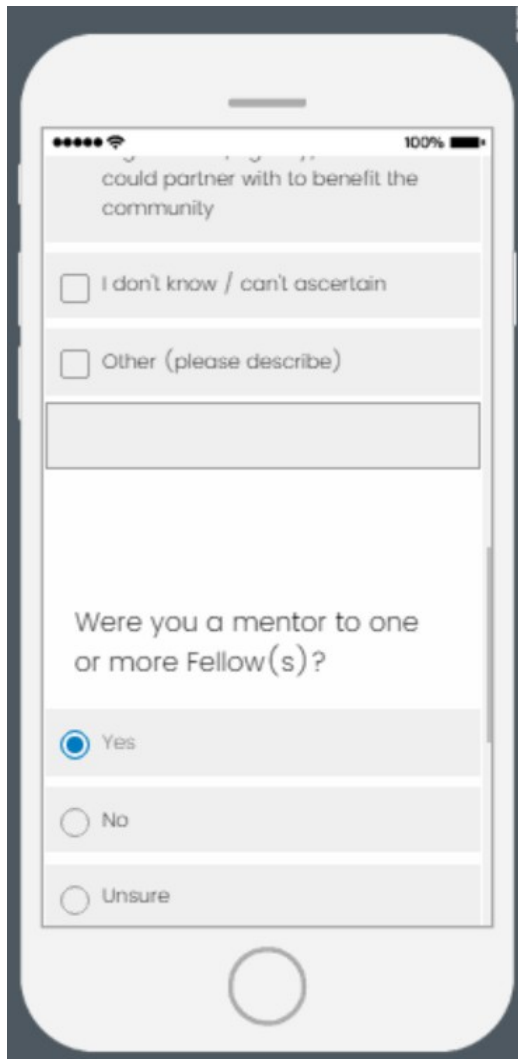 100%
could partner with to benefit the
community
I don't know / can't ascertain
Other (please describe)
Were you a mentor to one
or more Fellow(s)?
Yes
No
Unsure